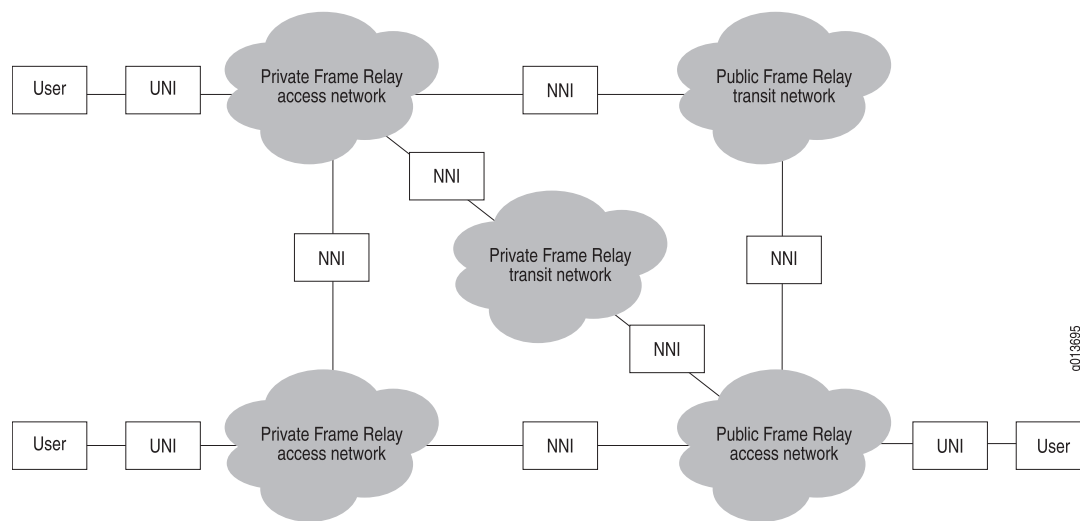 User
UNI
Private Frame Relay
access network
NNI
Public Frame Relay
transit network
NNI
NNI
Private Frame Relay
transit network
NNI
NNI
g013695
User
UNI
Private Frame Relay
access network
NNI
Public Frame Relay
access network
UNI
User